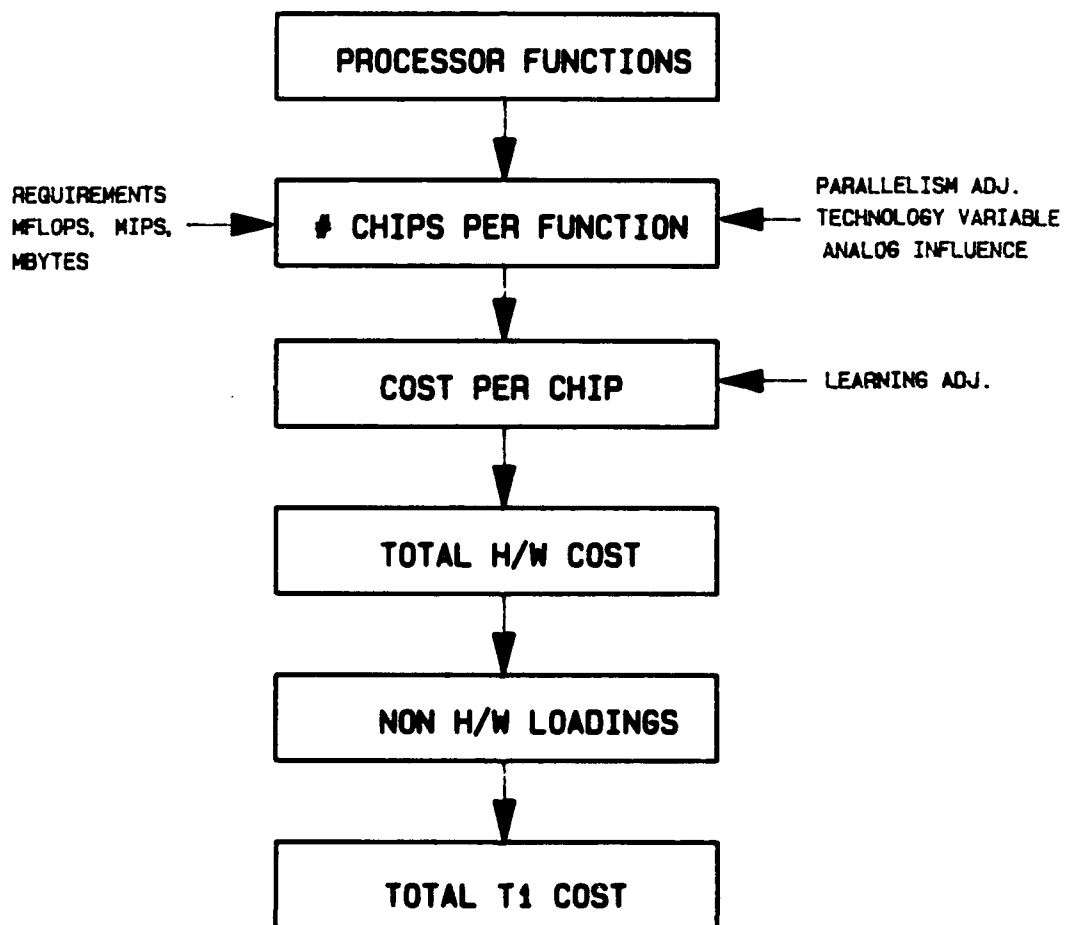 PROCESSOR FUNCTIONS
REQUIREMENTS
MFLOPS, MIPS,
MBYTES
# CHIPS PER FUNCTION
PARALLELISM ADJ.
TECHNOLOGY VARIABLE
ANALOG INFLUENCE
COST PER CHIP
LEARNING ADJ.
TOTAL H/W COST
NON H/W LOADINGS
TOTAL T1 COST